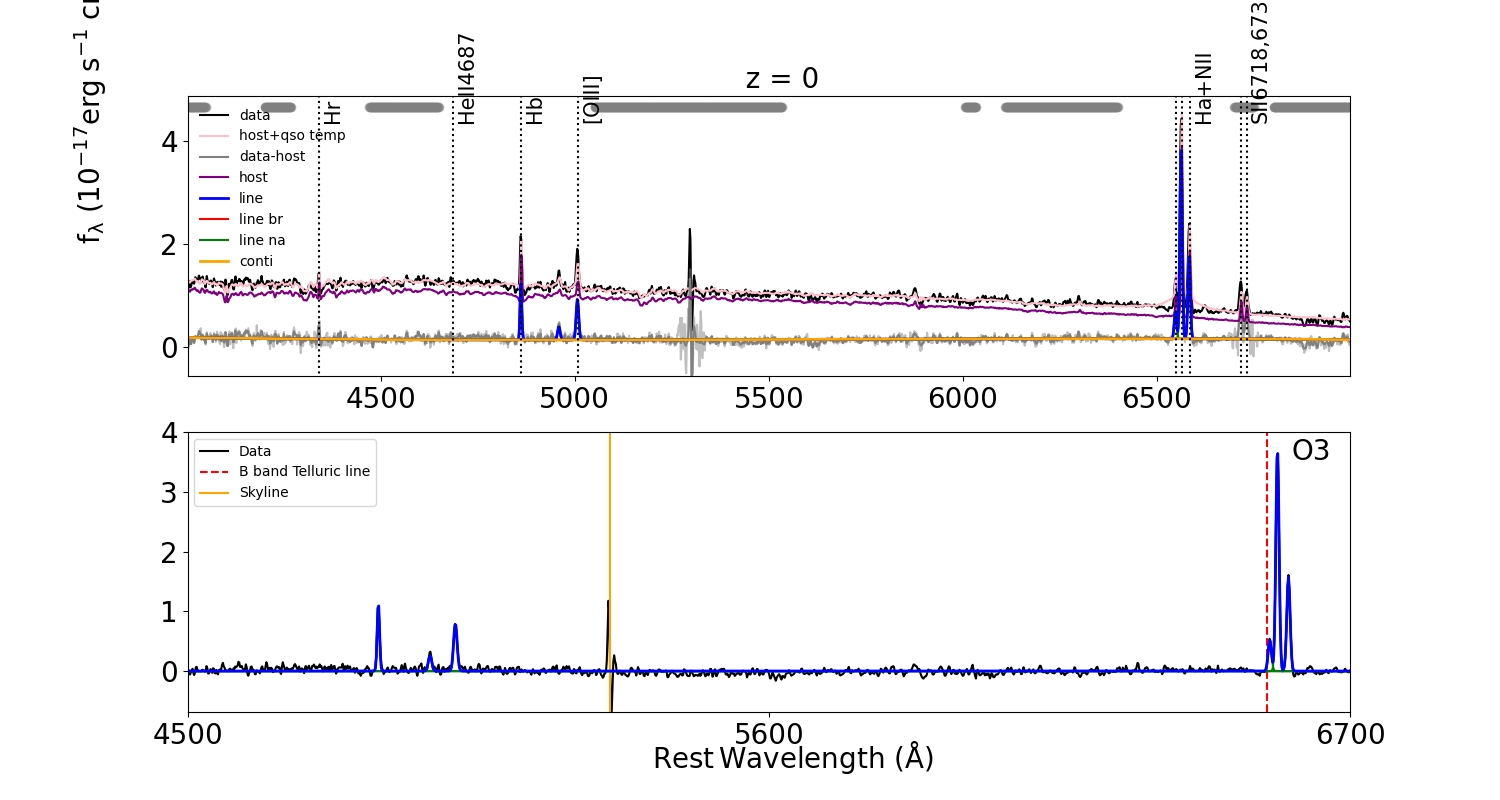 f_λ (10^{-17} erg s^{-1} c
z = 0
Hr
HeII4687
Hb
[OIII]
Ha+NII
SII6718,673
data
host+qso temp
data-host
host
line
line br
line na
conti
4
2
0
4500
5000
5500
6000
6500
Data
B band Telluric line
Skyline
O3
4
3
2
1
0
4500
5600
6700
Rest Wavelength (Å)